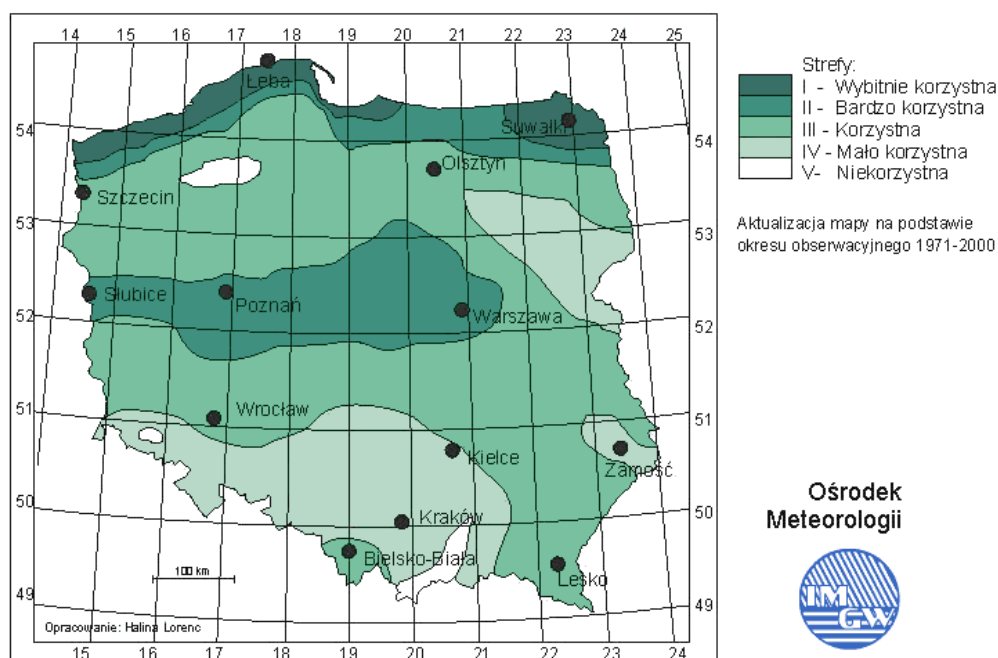 14 15 16 17 18 19 20 21 22 23 24 25
Łeba
54
Suwałki
54
Olsztyn
Szczecin
53
53
Słubice
Poznań
Warszawa
52
52
Wrocław
51
51
Kielce
Zamość
50
50
Kraków
Bielsko-Biała
Lesko
100 km
49
49
Opracowanie: Halina Lorenc
15 16 17 18 19 20 21 22 23 24
Strefy:
I - Wybitnie korzystna
II - Bardzo korzystna
III - Korzystna
IV - Mało korzystna
V- Niekorzystna
Aktualizacja mapy na podstawie
okresu obserwacyjnego 1971-2000
Ośrodek
Meteorologii
IM
GW